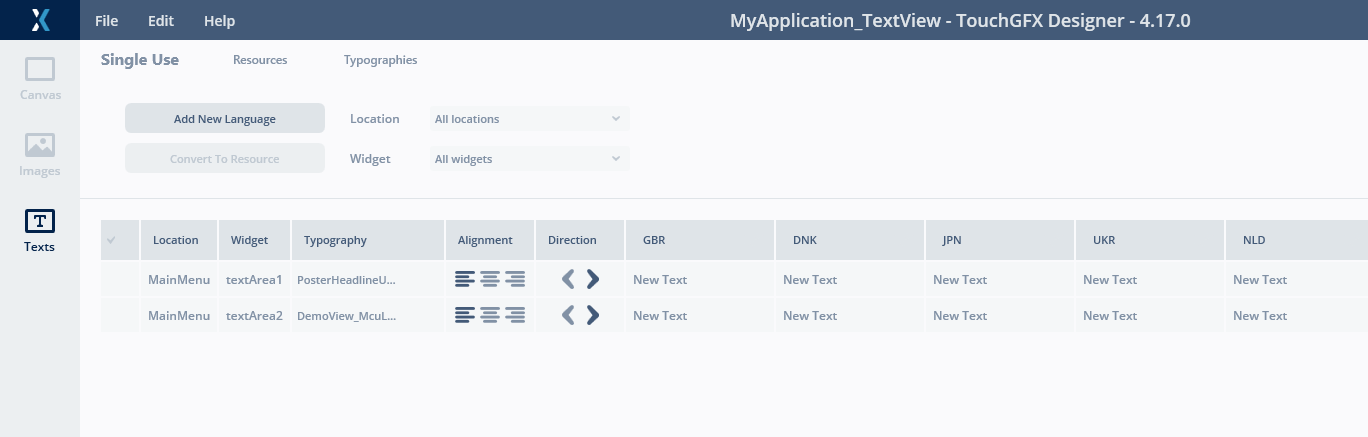 File Edit Help MyApplication_TextView - TouchGFX Designer - 4.17.0
Single Use Resources Typographies
Canvas
Add New Language Location All locations
Convert To Resource Widget All widgets
Images
T
Texts
Location Widget Typography Alignment Direction GBR DNK JPN UKR NLD
MainMenu textArea1 PosterHeadlineU... New Text New Text New Text New Text New Text
MainMenu textArea2 DemoView_McuL... New Text New Text New Text New Text New Text